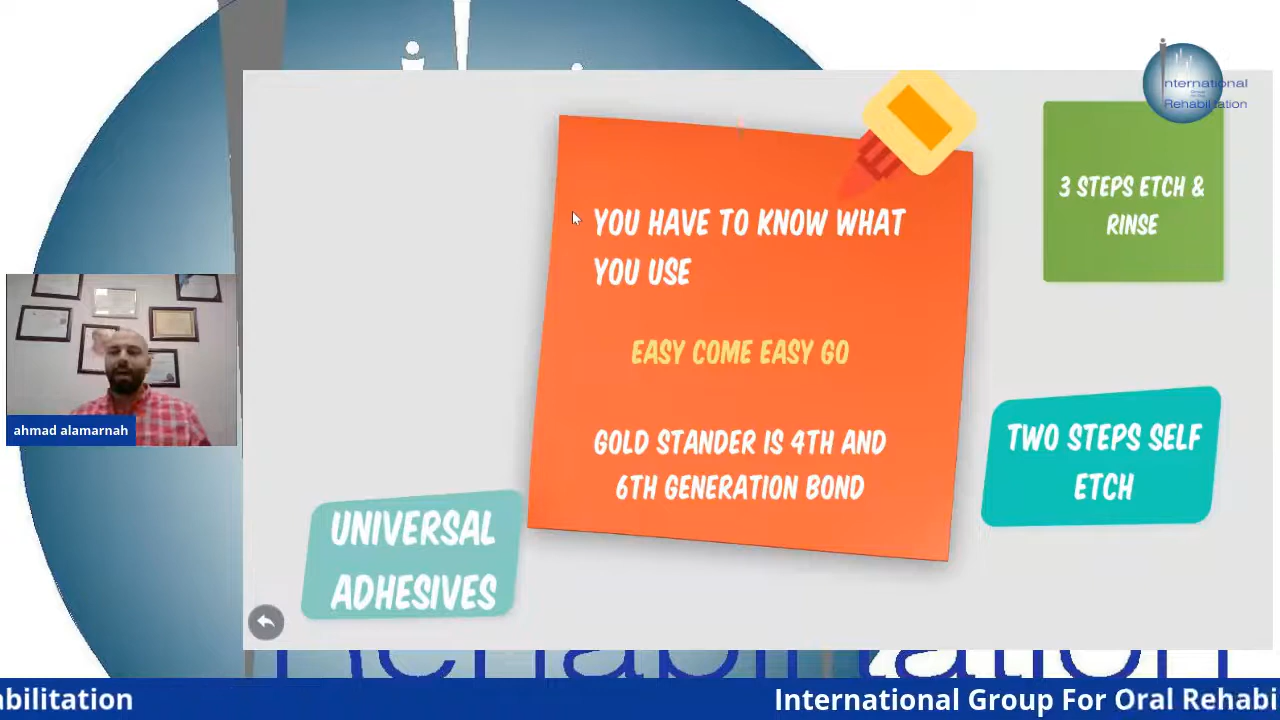 nternational
Rehabilitation
3 STEPS ETCH &
RINSE
YOU HAVE TO KNOW WHAT
YOU USE
EASY COME EASY GO
GOLD STANDER IS 4TH AND
6TH GENERATION BOND
ahmad alamarnah
TWO STEPS SELF
ETCH
UNIVERSAL
ADHESIVES
Rehabilitation
abilitation
International Group For Oral Rehabi